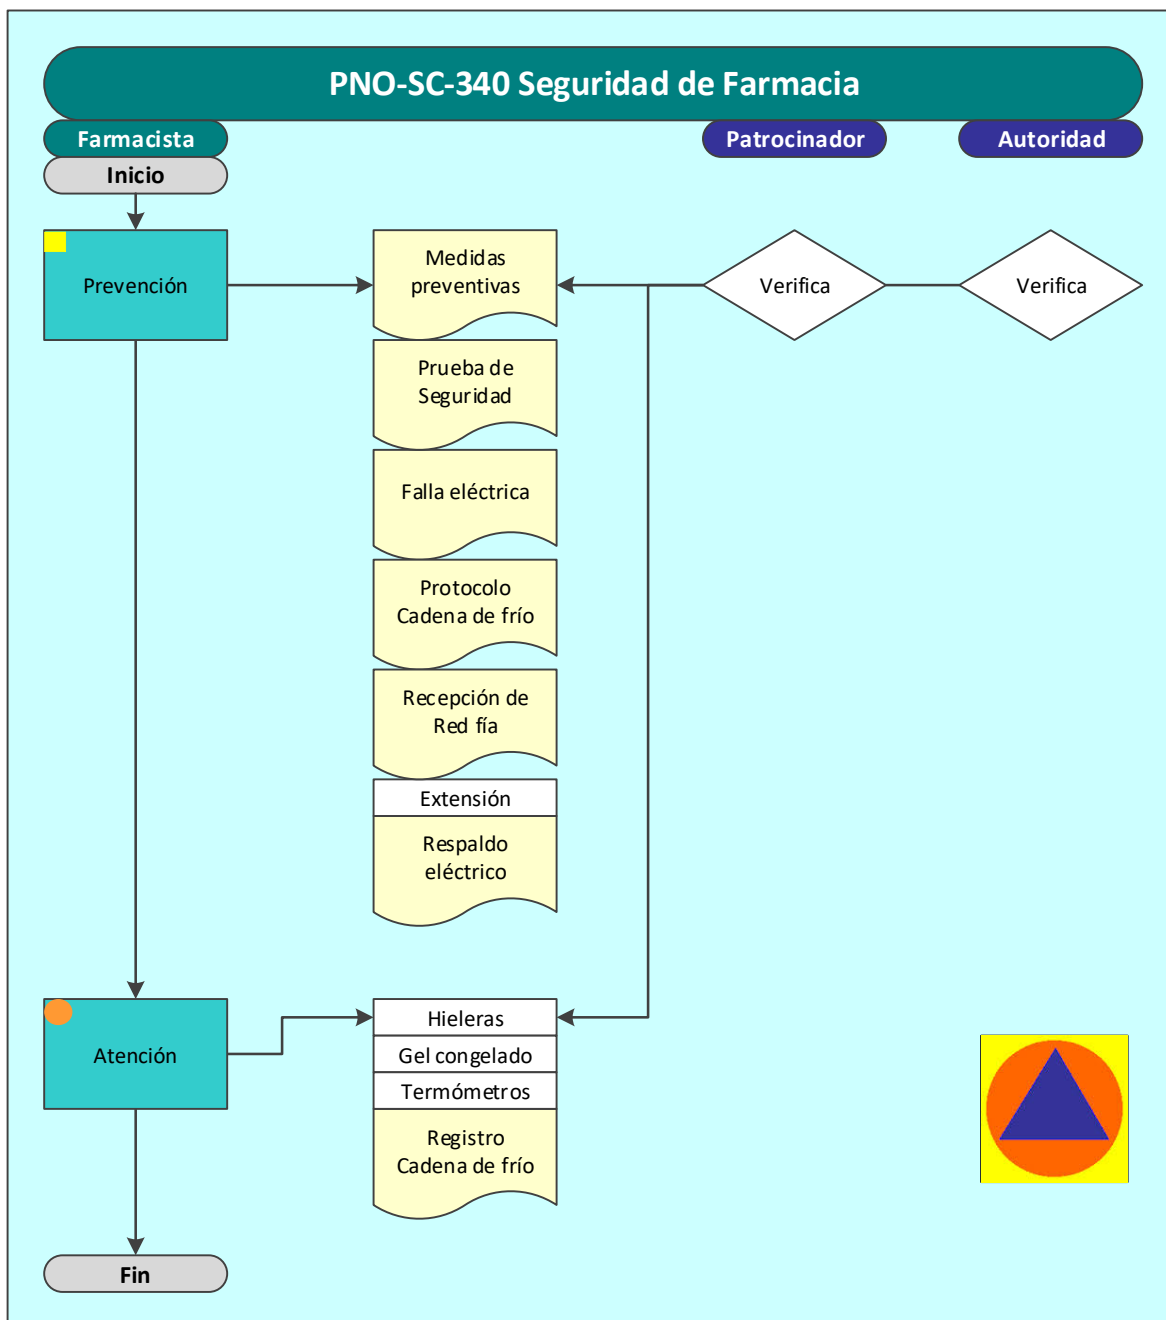 PNO-SC-340 Seguridad de Farmacia
Farmacista
Patrocinador
Autoridad
Inicio
Prevención
Medidas
preventivas
Verifica
Verifica
Prueba de
Seguridad
Falla eléctrica
Protocolo
Cadena de frío
Recepción de
Red fía
Extensión
Respaldo
eléctrico
Atención
Hieleras
Gel congelado
Termómetros
Registro
Cadena de frío
Fin